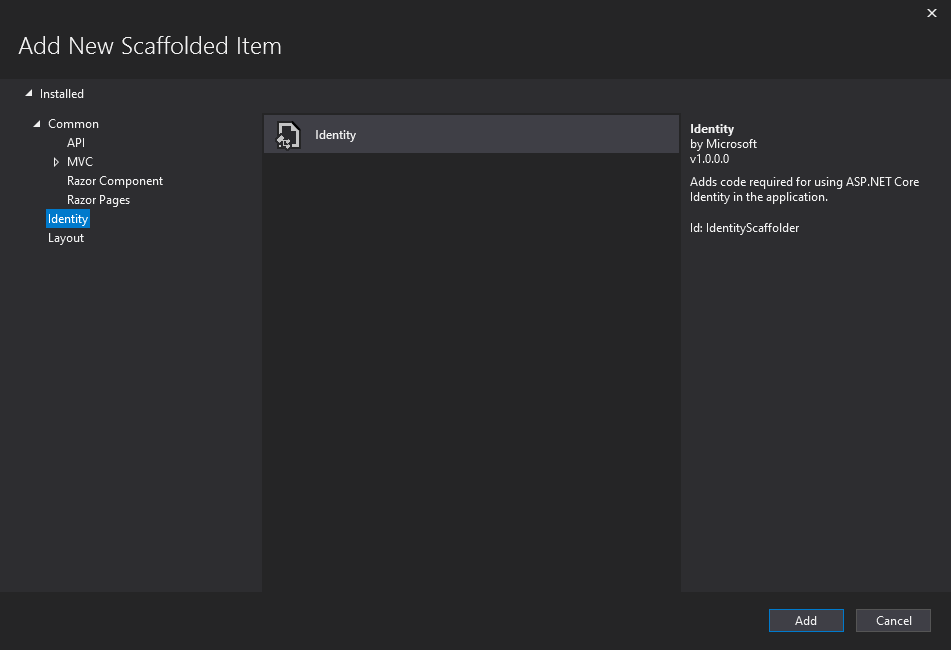 Add New Scaffolded Item
Installed
Common
API
MVC
Razor Component
Razor Pages
Identity
Layout
Identity
Identity
by Microsoft
v1.0.0.0
Adds code required for using ASP.NET Core
Identity in the application.
Id: IdentityScaffolder
Add
Cancel